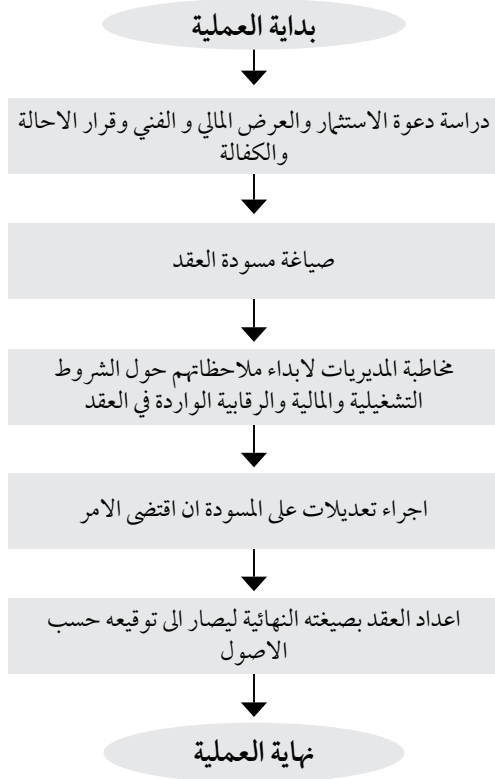 بداية العملية
دراسة دعوة الاستثمار والعرض المالي و الفني وقرار الاحالة
والكفالة
صياغة مسودة العقد
مخاطبة المديريات لابداء ملاحظاتهم حول الشروط
التشغيلية والمالية والرقابية الواردة في العقد
اجراء تعديلات على المسودة ان اقتضى الامر
اعداد العقد بصيغته النهائية ليصار الى توقيعه حسب
الاصول
نهاية العملية